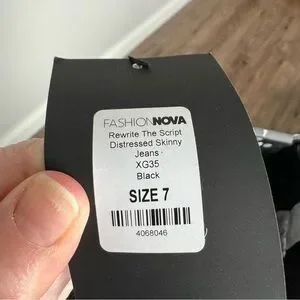 FASHIONNOVA
Rewrite The Script
Distressed Skinny
Jeans
XG35
Black
SIZE 7
4068046